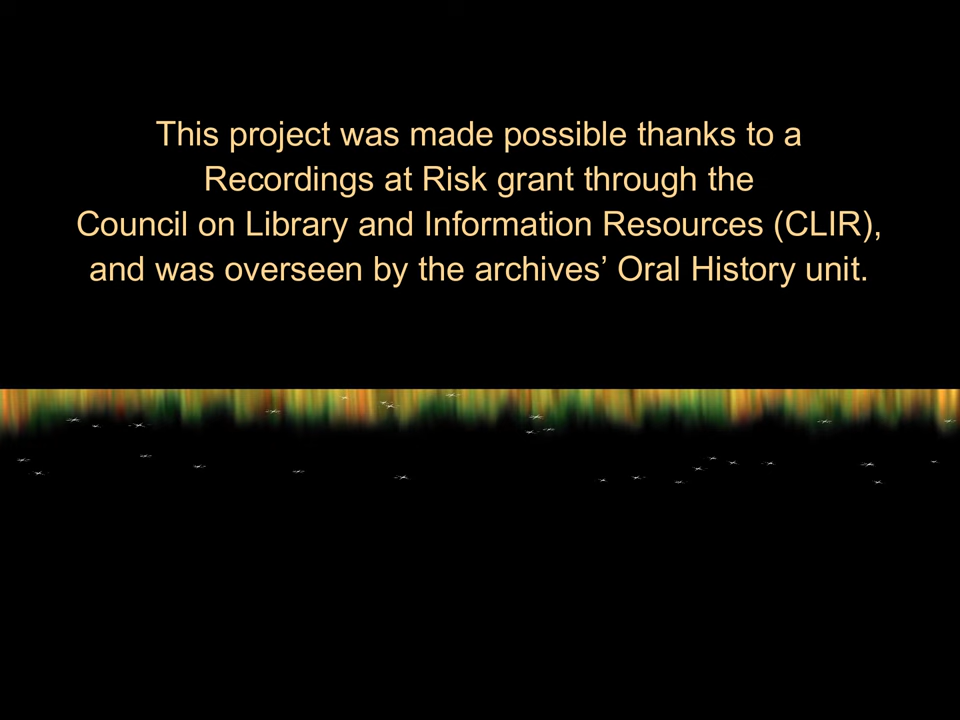 This project was made possible thanks to a
Recordings at Risk grant through the
Council on Library and Information Resources (CLIR),
and was overseen by the archives’ Oral History unit.